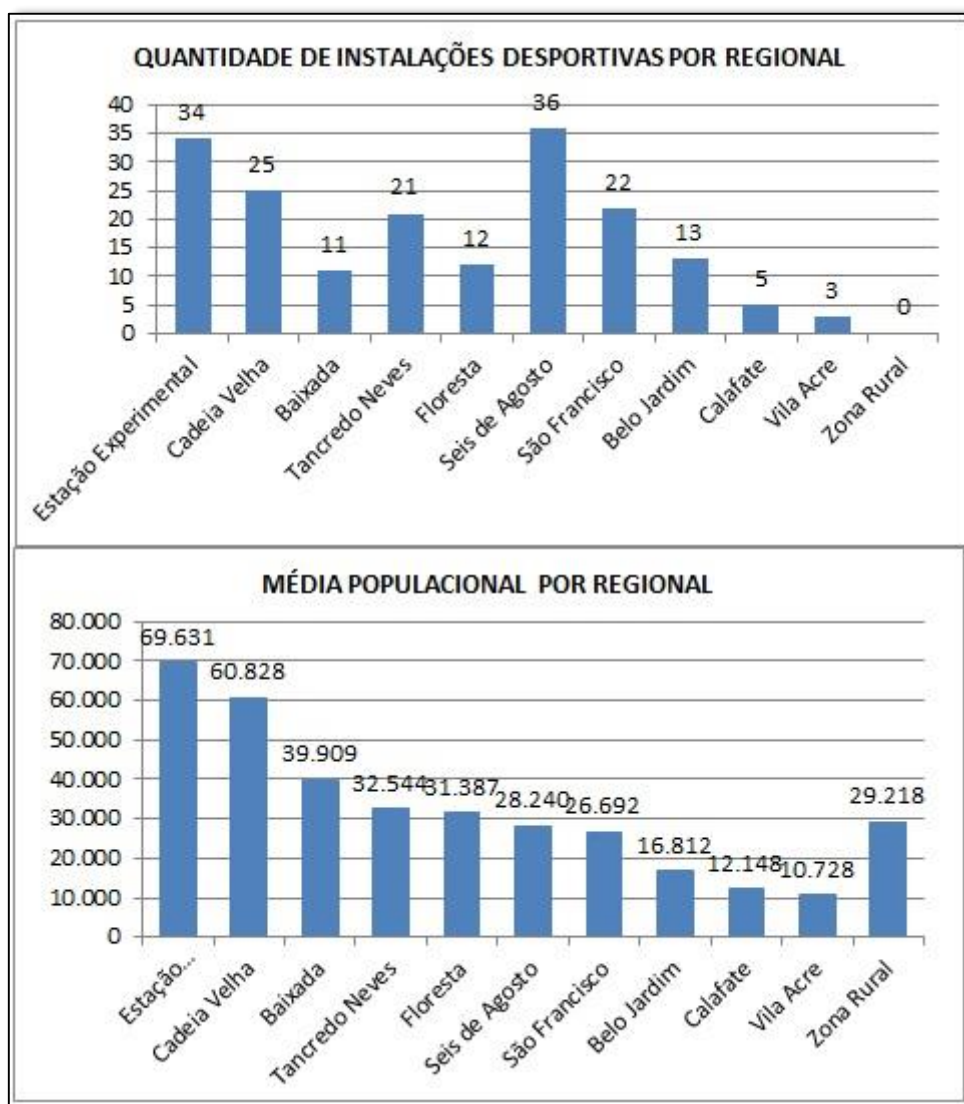 QUANTIDADE DE INSTALAÇÕES DESPORTIVAS POR REGIONAL
40
35
30
25
20
15
10
5
0
34
25
11
21
12
36
22
13
5
3
0
Estação Experimental
Cadeia Velha
Baixada
Tancredo Neves
Floresta
Seis de Agosto
São Francisco
Belo Jardim
Calafate
Vila Acre
Zona Rural
MÉDIA POPULACIONAL POR REGIONAL
80.000
70.000
60.000
50.000
40.000
30.000
20.000
10.000
0
69.631
60.828
39.909
32.544
31.387
28.240
26.692
16.812
12.148
10.728
29.218
Estação...
Cadeia Velha
Baixada
Tancredo Neves
Floresta
Seis de Agosto
São Francisco
Belo Jardim
Calafate
Vila Acre
Zona Rural